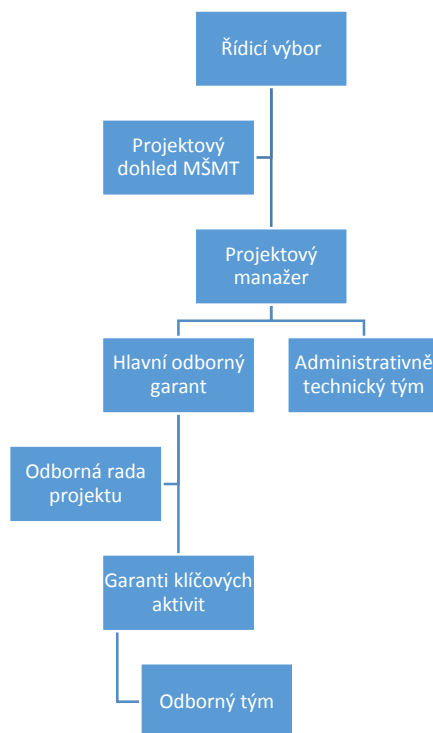 Řídicí výbor
Projektový
dohled MŠMT
Projektový
manažer
Hlavní odborný
garant
Administrativně
technický tým
Odborná rada
projektu
Garanti klíčových
aktivit
Odborný tým